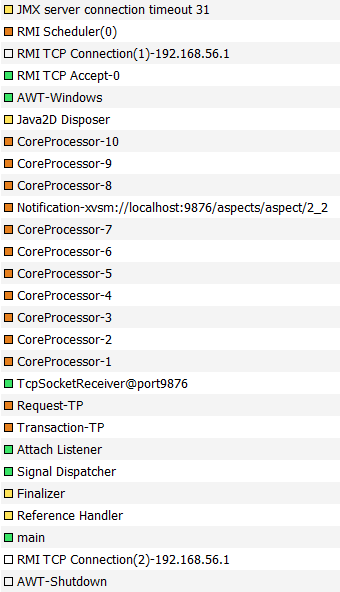 JMX server connection timeout 31
RMI Scheduler(0)
RMI TCP Connection(1)-192.168.56.1
RMI TCP Accept-0
AWT-Windows
Java2D Disposer
CoreProcessor-10
CoreProcessor-9
CoreProcessor-8
Notification-xvsm://localhost:9876/aspects/aspect/2_2
CoreProcessor-7
CoreProcessor-6
CoreProcessor-5
CoreProcessor-4
CoreProcessor-3
CoreProcessor-2
CoreProcessor-1
TcpSocketReceiver@port9876
Request-TP
Transaction-TP
Attach Listener
Signal Dispatcher
Finalizer
Reference Handler
main
RMI TCP Connection(2)-192.168.56.1
AWT-Shutdown